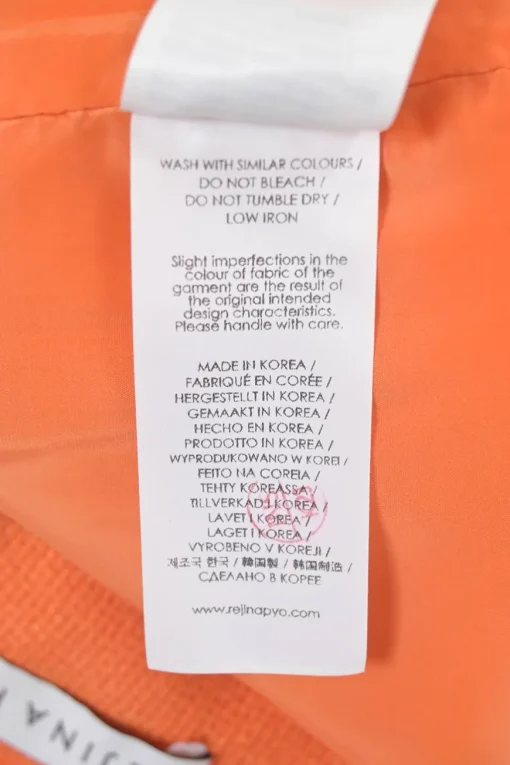 WASH WITH SIMILAR COLOURS /
DO NOT BLEACH /
DO NOT TUMBLE DRY /
LOW IRON
Slight imperfections in the
colour of fabric of the
garment are the result of
the original intended
design characteristics.
Please handle with care.
MADE IN KOREA /
FABRIQUÉ EN CORÉE /
HERGESTELLT IN KOREA /
GEMAAKT IN KOREA /
HECHO EN KOREA /
PRODOTTO IN KOREA /
WYPRODUKOWANO W KOREI /
FEITO NA COREIA /
TEHTY KOREASSA
TILLVERKAD I KOREA /
LAVET I KOREA /
LAGET I KOREA /
VYROBENO V KOREJI /
제조국 한국 / 韓国製 / 韩国制造 /
СДЕЛАНО В КОРЕЕ
www.rejinapyo.com
JINA